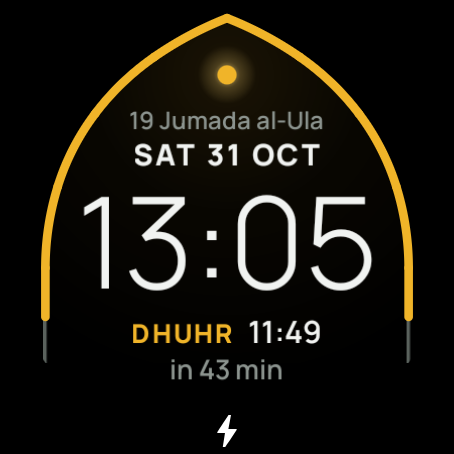 19 Jumada al-Ula
SAT 31 OCT
13:05
DHUHR 11:49
in 43 min